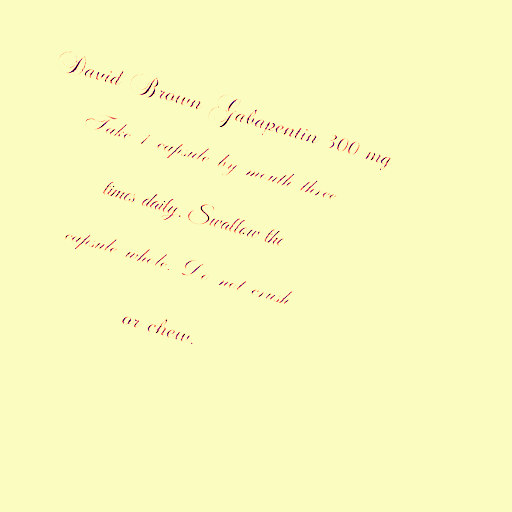 David Brown Gabapentin 300 mg
Take 1 capsule by mouth three
times daily. Swallow the
capsule whole. Do not crush
or chew.